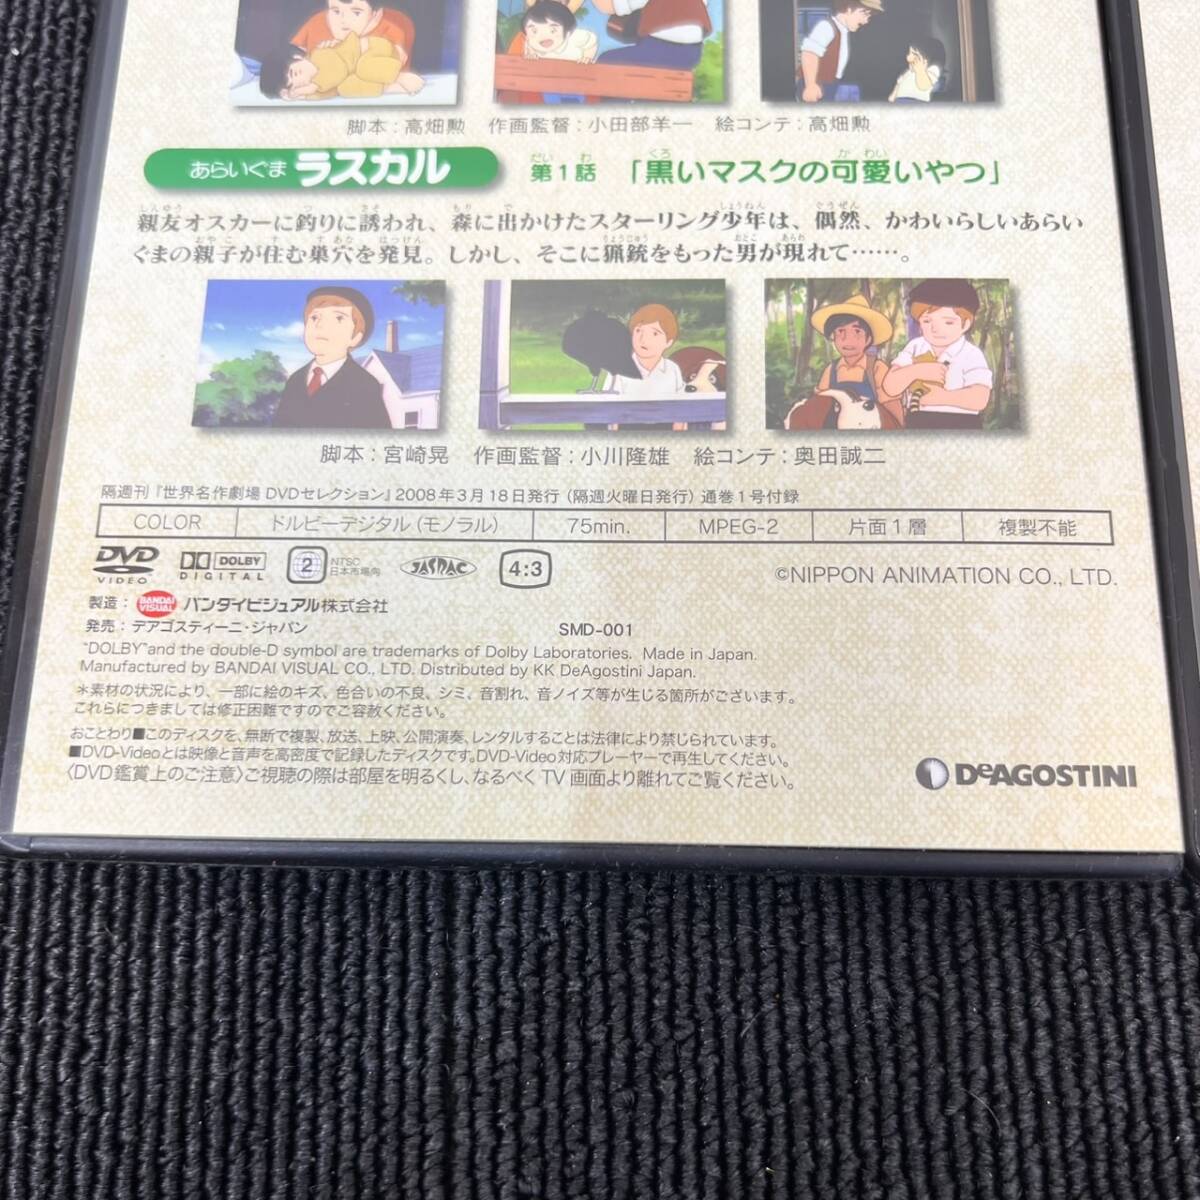 脚本：高畑勲　作画監督：小田部羊一　絵コンテ：高畑勲
あらいぐま ラスカル 第1話 「黒いマスクの可愛いやつ」
親友オスカーに釣りに誘われ、森に出かけたスターリング少年は、偶然、かわいらしいあらい
ぐまの親子が住む巣穴を発見。しかし、そこに猟銃をもった男が現れて……。
脚本：宮崎晃　作画監督：小川隆雄　絵コンテ：奥田誠二
隔週刊『世界名作劇場 DVDセレクション』2008年3月18日発行（隔週火曜日発行）通巻1号付録
COLOR ドルビーデジタル（モノラル） 75min. MPEG-2 片面1層 複製不能
DVD VIDEO DOLBY DIGITAL 2 NTSC 日本市場向 JASRAC 4:3
©NIPPON ANIMATION CO., LTD.
製造：BANDAI VISUAL バンダイビジュアル株式会社
発売：デアゴスティーニ・ジャパン SMD-001
"DOLBY"and the double-D symbol are trademarks of Dolby Laboratories. Made in Japan.
Manufactured by BANDAI VISUAL CO., LTD. Distributed by KK DeAgostini Japan.
＊素材の状況により、一部に絵のキズ、色合いの不良、シミ、音割れ、音ノイズ等が生じる箇所がございます。
これらにつきましては修正困難ですのでご容赦ください。
おことわり■このディスクを、無断で複製、放送、上映、公開演奏、レンタルすることは法律により禁じられています。
■DVD-Videoとは映像と音声を高密度で記録したディスクです。DVD-Video対応プレーヤーで再生してください。
〈DVD鑑賞上のご注意〉ご視聴の際は部屋を明るくし、なるべくTV画面より離れてご覧ください。
DeAGOSTINI